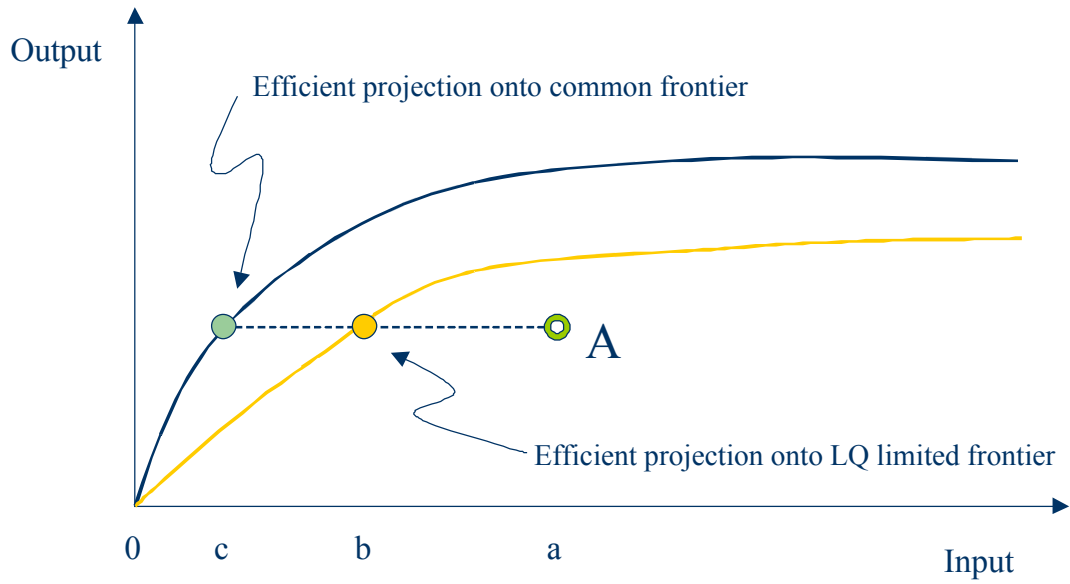 Output
Efficient projection onto common frontier
A
Efficient projection onto LQ limited frontier
0 c b a
Input